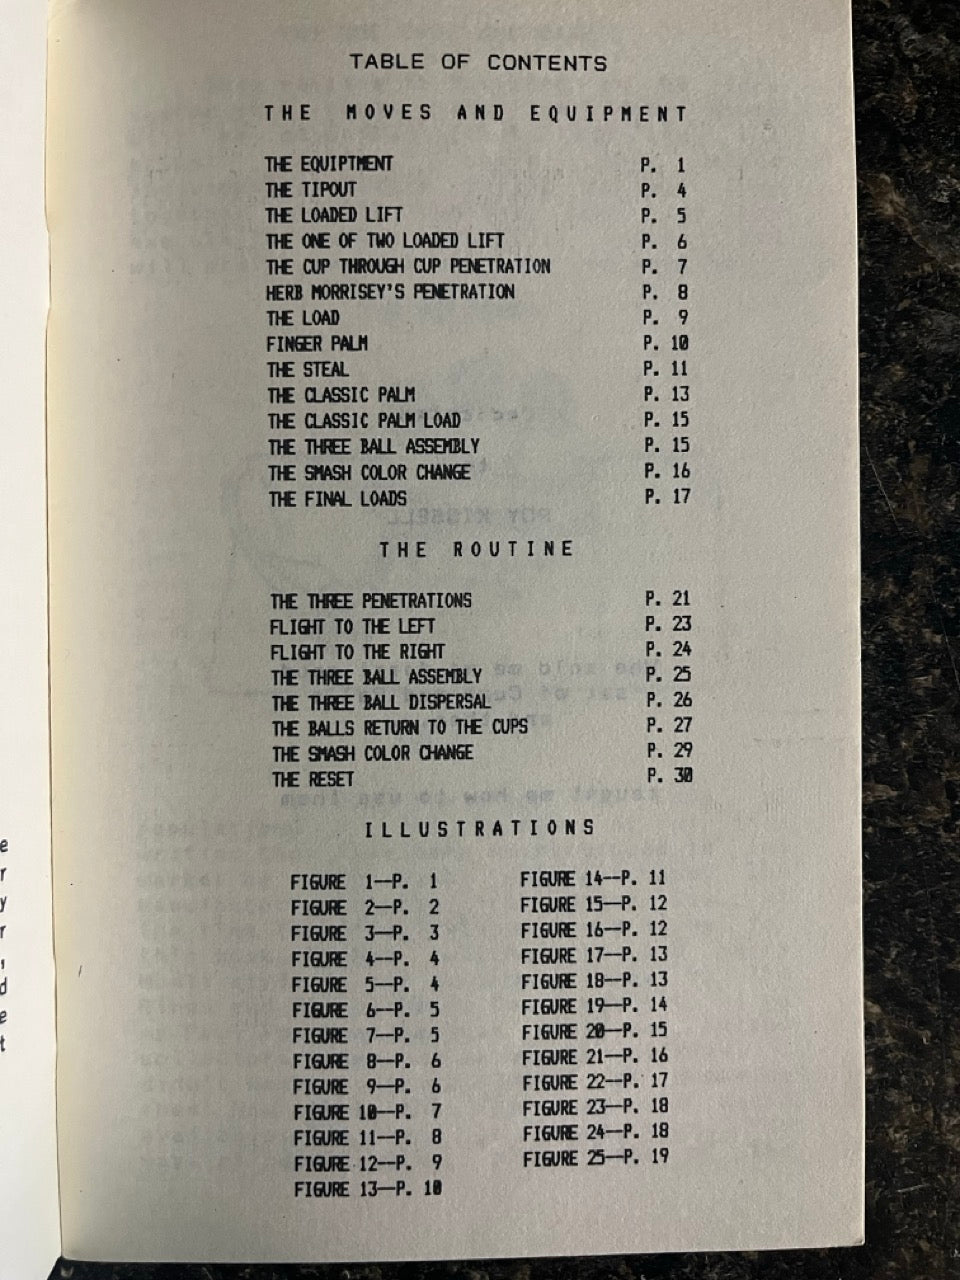 TABLE OF CONTENTS
THE MOVES AND EQUIPMENT
THE EQUIPTMENT P. 1
THE TIPOUT P. 4
THE LOADED LIFT P. 5
THE ONE OF TWO LOADED LIFT P. 6
THE CUP THROUGH CUP PENETRATION P. 7
HERB MORRISEY'S PENETRATION P. 8
THE LOAD P. 9
FINGER PALM P. 10
THE STEAL P. 11
THE CLASSIC PALM P. 13
THE CLASSIC PALM LOAD P. 15
THE THREE BALL ASSEMBLY P. 15
THE SMASH COLOR CHANGE P. 16
THE FINAL LOADS P. 17
THE ROUTINE
THE THREE PENETRATIONS P. 21
FLIGHT TO THE LEFT P. 23
FLIGHT TO THE RIGHT P. 24
THE THREE BALL ASSEMBLY P. 25
THE THREE BALL DISPERSAL P. 26
THE BALLS RETURN TO THE CUPS P. 27
THE SMASH COLOR CHANGE P. 29
THE RESET P. 30
ILLUSTRATIONS
FIGURE 1--P. 1
FIGURE 2--P. 2
FIGURE 3--P. 3
FIGURE 4--P. 4
FIGURE 5--P. 4
FIGURE 6--P. 5
FIGURE 7--P. 5
FIGURE 8--P. 6
FIGURE 9--P. 6
FIGURE 10--P. 7
FIGURE 11--P. 8
FIGURE 12--P. 9
FIGURE 13--P. 10
FIGURE 14--P. 11
FIGURE 15--P. 12
FIGURE 16--P. 12
FIGURE 17--P. 13
FIGURE 18--P. 13
FIGURE 19--P. 14
FIGURE 20--P. 15
FIGURE 21--P. 16
FIGURE 22--P. 17
FIGURE 23--P. 18
FIGURE 24--P. 18
FIGURE 25--P. 19